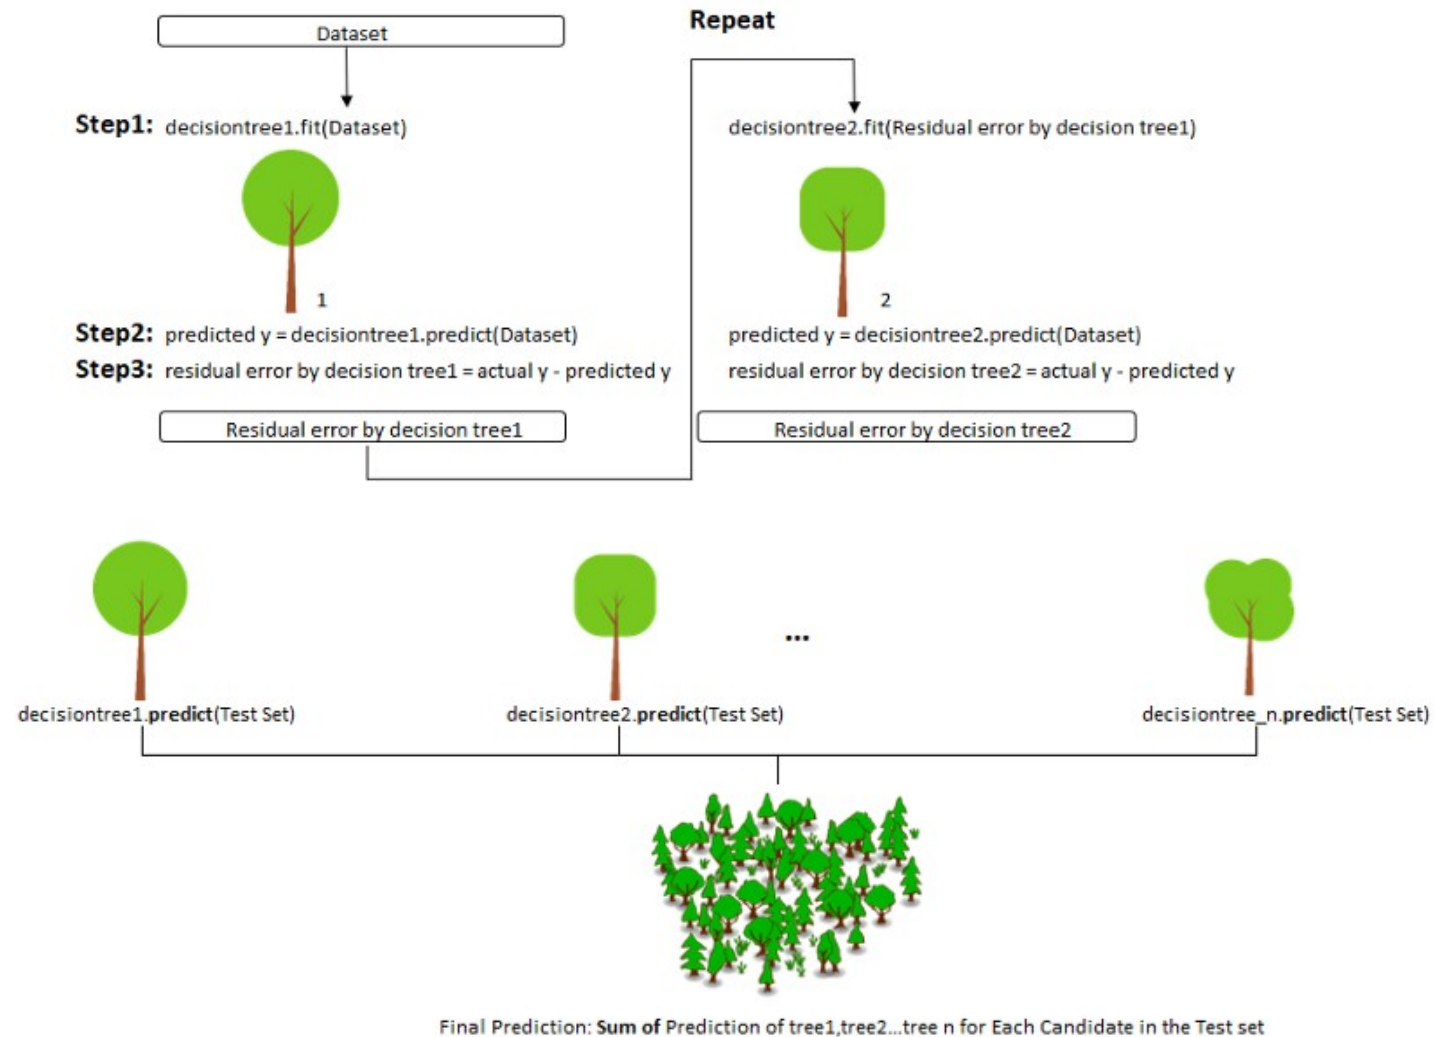 Dataset
Repeat
Step1: decisiontree1.fit(Dataset)
decisiontree2.fit(Residual error by decision tree1)
1
2
Step2: predicted y = decisiontree1.predict(Dataset)
predicted y = decisiontree2.predict(Dataset)
Step3: residual error by decision tree1 = actual y - predicted y
residual error by decision tree2 = actual y - predicted y
Residual error by decision tree1
Residual error by decision tree2
...
decisiontree1.predict(Test Set)
decisiontree2.predict(Test Set)
decisiontree_n.predict(Test Set)
Final Prediction: Sum of Prediction of tree1,tree2...tree n for Each Candidate in the Test set